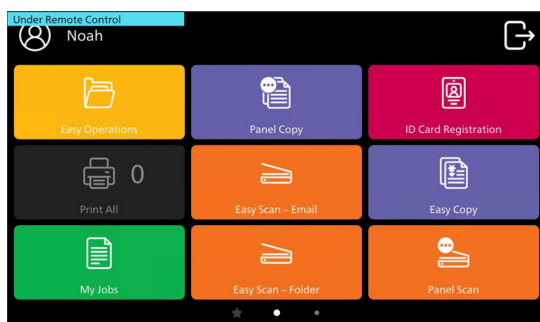 Under Remote Control
Noah
Easy Operations
Panel Copy
ID Card Registration
Print All
0
Easy Scan – Email
Easy Copy
My Jobs
Easy Scan – Folder
Panel Scan